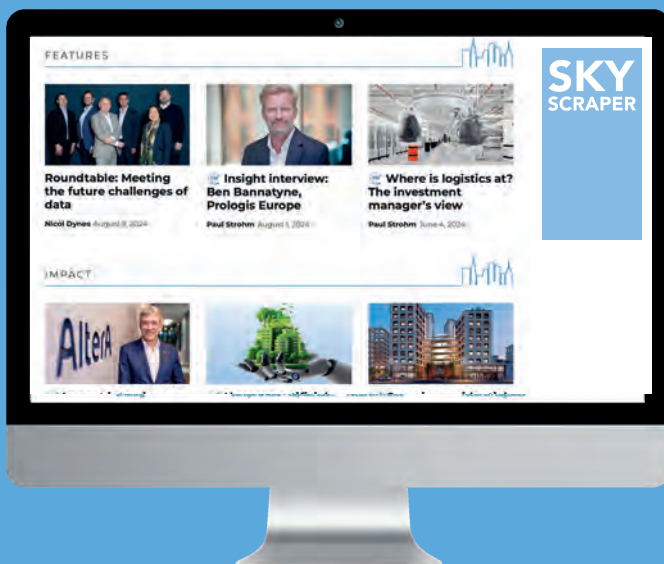 FEATURES
SKY
SCRAPER
Roundtable: Meeting
the future challenges of
data
Nicol Dynes August 9, 2024
Insight interview:
Ben Bannatyne,
Prologis Europe
Paul Strohm August 1, 2024
Where is logistics at?
The investment
manager's view
Paul Strohm June 4, 2024
IMPACT
AlterA